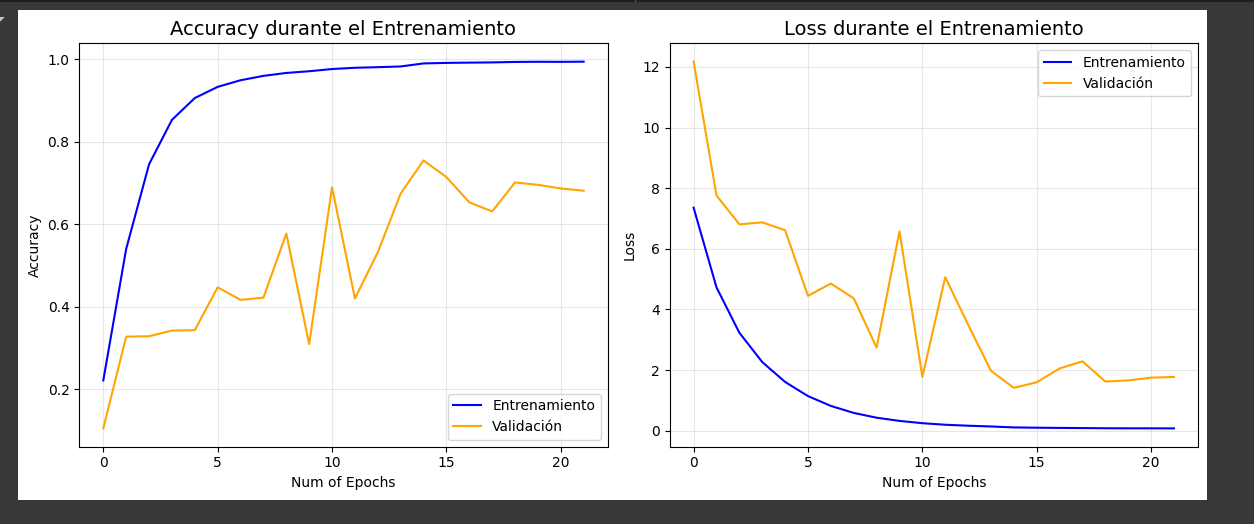 Accuracy durante el Entrenamiento
1.0
0.8
0.6
0.4
0.2
Accuracy
0 5 10 15 20
Num of Epochs
Entrenamiento
Validación
Loss durante el Entrenamiento
12
10
8
6
4
2
0
Loss
0 5 10 15 20
Num of Epochs
Entrenamiento
Validación